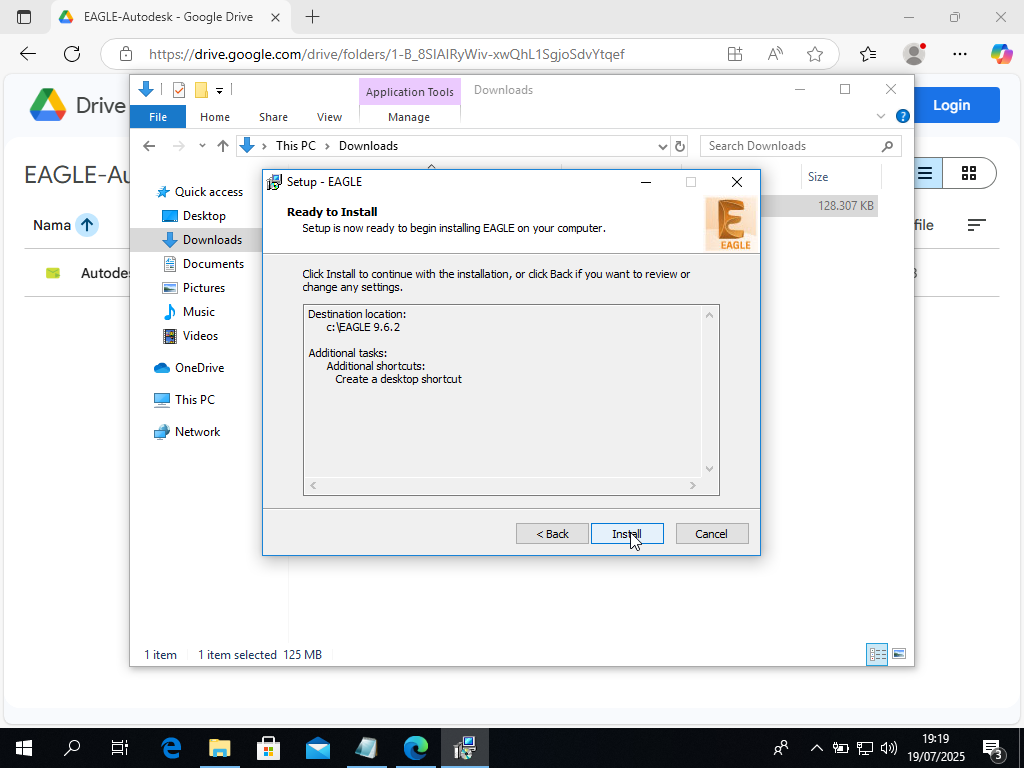 EAGLE-Autodesk - Google Drive
https://drive.google.com/drive/folders/1-B_8SIAIRyWiv-xwQhL1SgjoSdvYtqef
Drive
Login
Application Tools
Downloads
File
Home
Share
View
Manage
This PC
Downloads
Search Downloads
EAGLE-Au
Nama
Autodes
file
Size
128.307 KB
Quick access
Desktop
Downloads
Documents
Pictures
Music
Videos
OneDrive
This PC
Network
Setup - EAGLE
Ready to Install
Setup is now ready to begin installing EAGLE on your computer.
EAGLE
Click Install to continue with the installation, or click Back if you want to review or
change any settings.
Destination location:
c:\EAGLE 9.6.2
Additional tasks:
Additional shortcuts:
Create a desktop shortcut
< Back
Install
Cancel
1 item
1 item selected 125 MB
19:19
19/07/2025
3